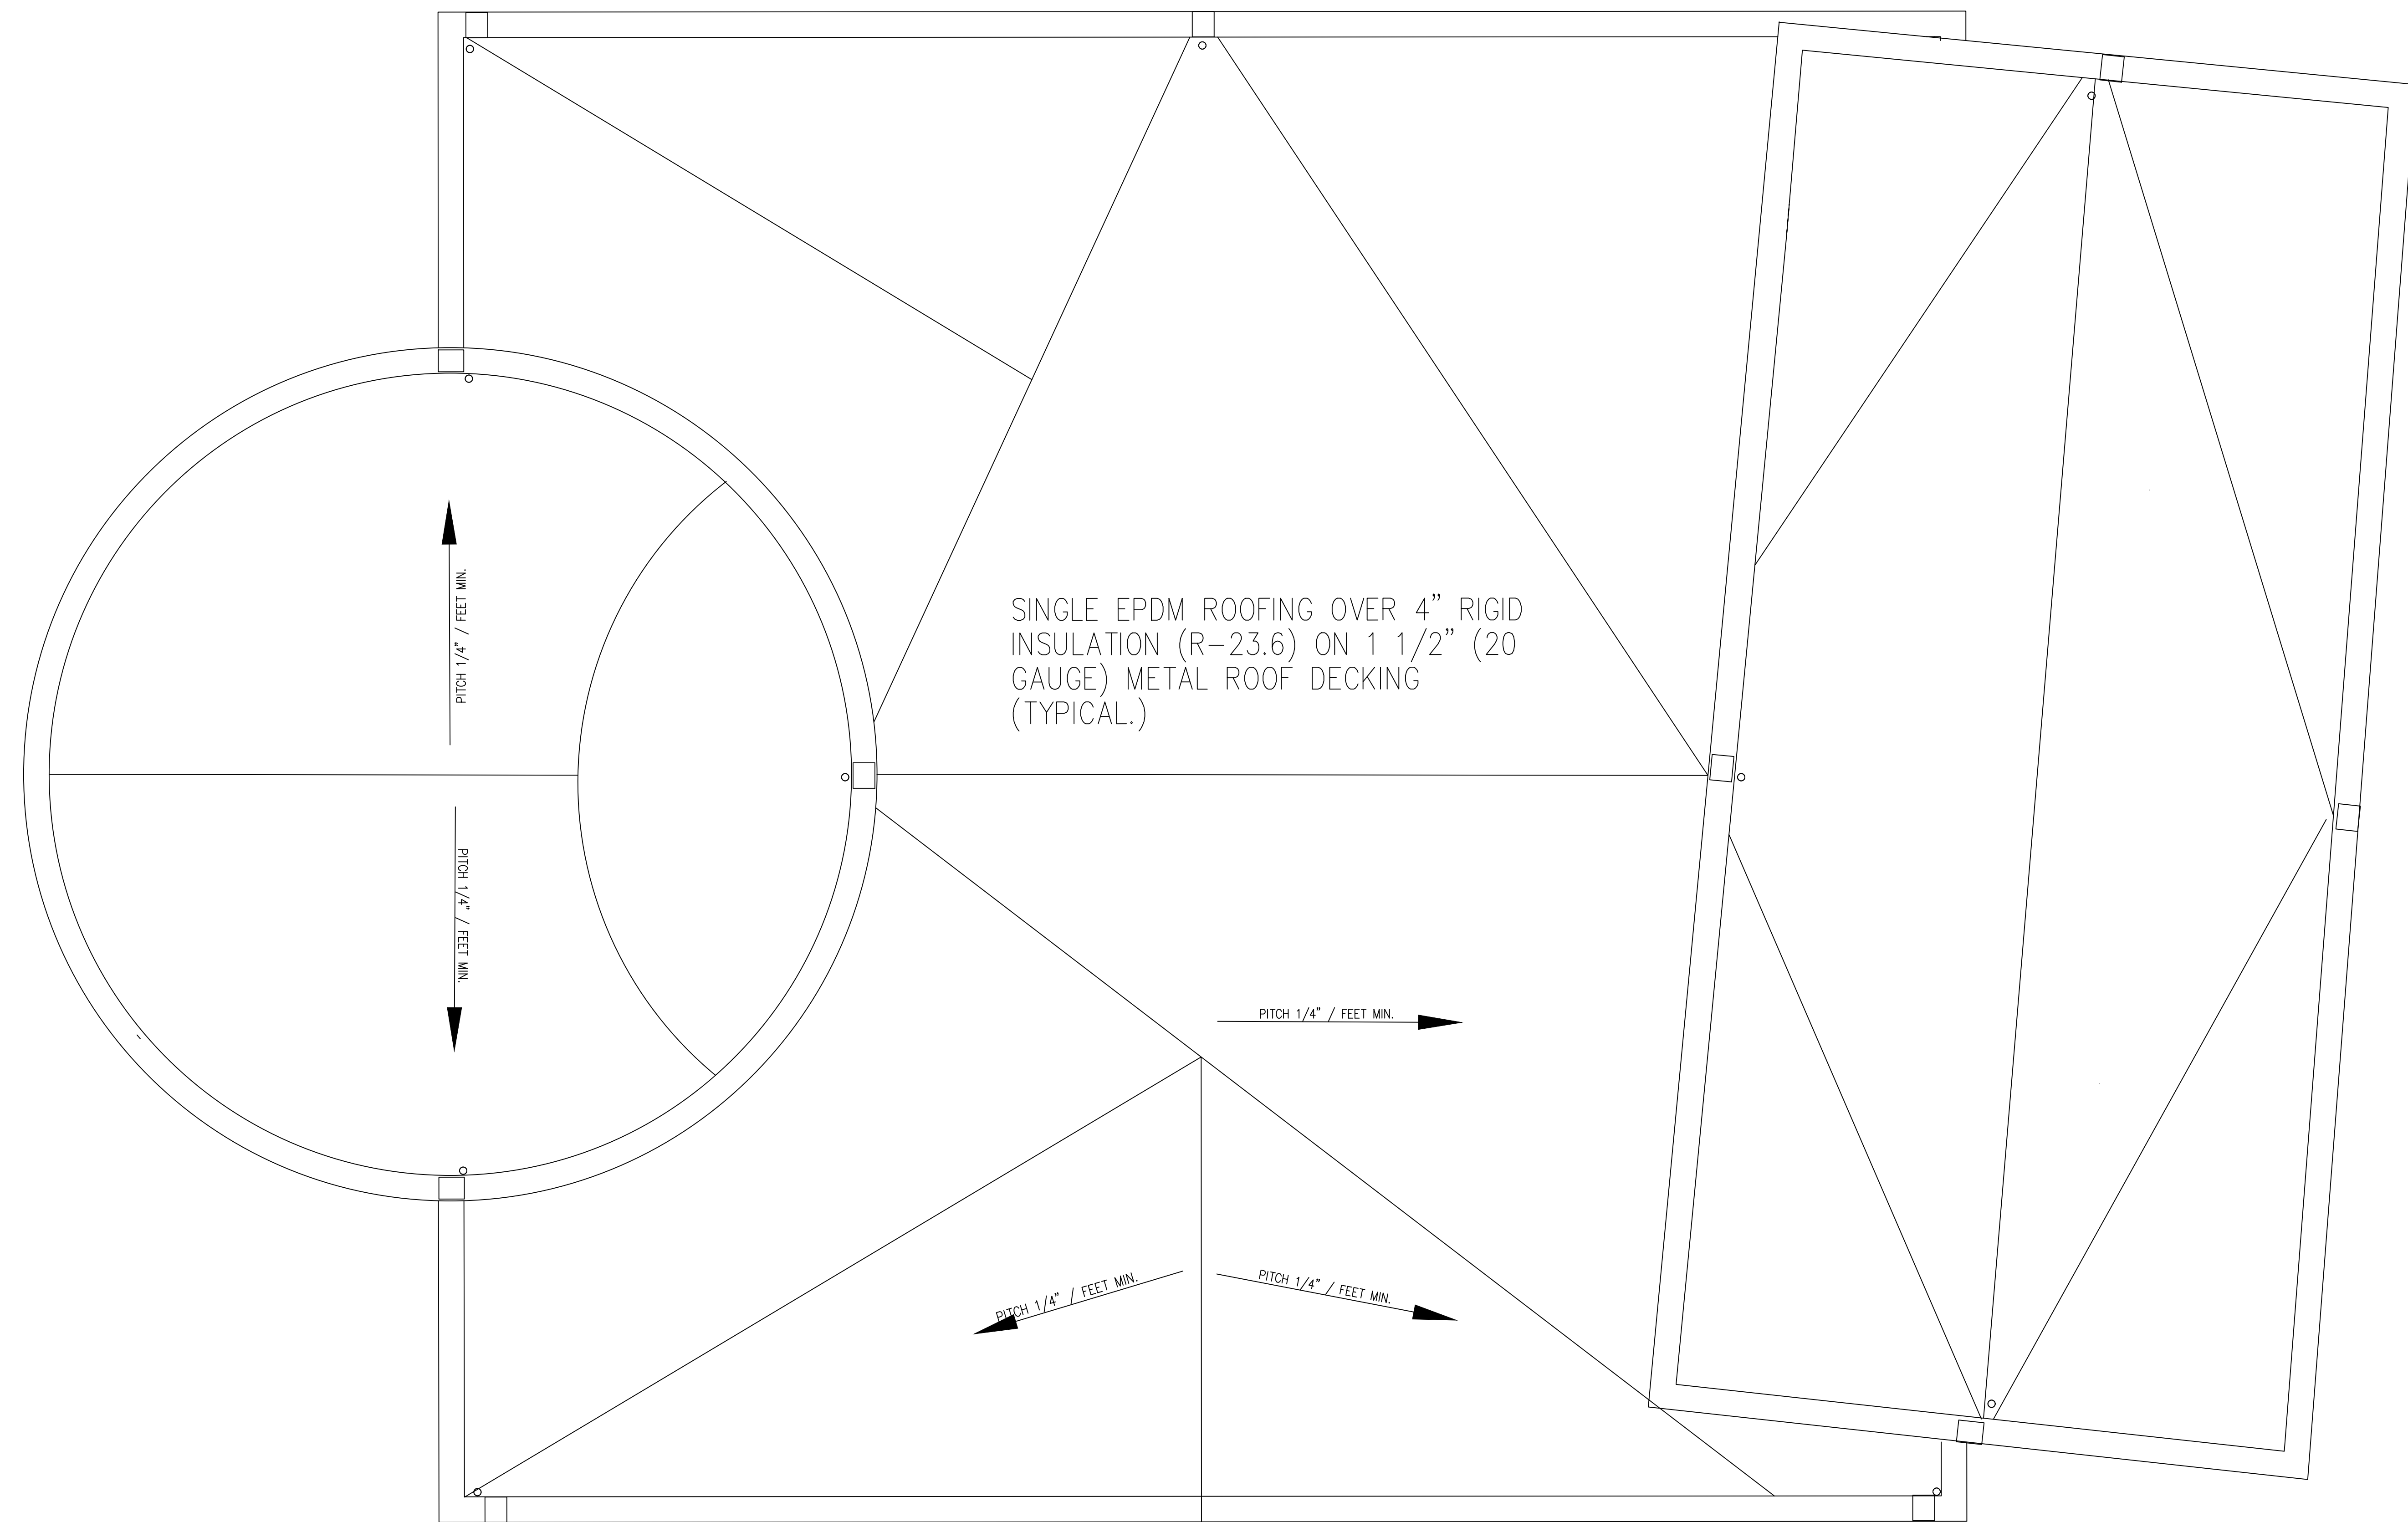 PITCH 1/4" / FEET MIN.
SINGLE EPDM ROOFING OVER 4" RIGID
INSULATION (R-23.6) ON 1 1/2" (20
GAUGE) METAL ROOF DECKING
(TYPICAL.)
PITCH 1/4" / FEET MIN.
PITCH 1/4" / FEET MIN.
PITCH 1/4" / FEET MIN.
PITCH 1/4" / FEET MIN.